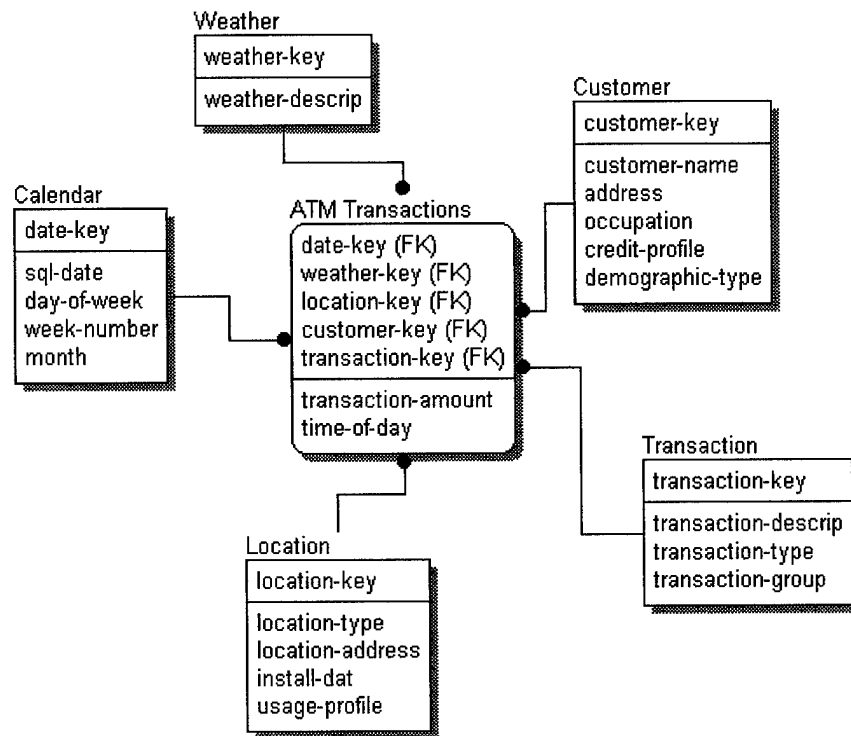 Weather
weather-key
weather-descrip
Customer
customer-key
customer-name
address
occupation
credit-profile
demographic-type
Calendar
date-key
sql-date
day-of-week
week-number
month
ATM Transactions
date-key (FK)
weather-key (FK)
location-key (FK)
customer-key (FK)
transaction-key (FK)
transaction-amount
time-of-day
Transaction
transaction-key
transaction-descrip
transaction-type
transaction-group
Location
location-key
location-type
location-address
install-dat
usage-profile